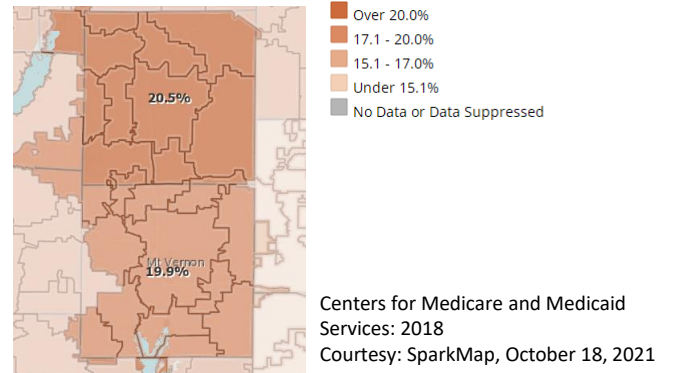 Over 20.0%
17.1 - 20.0%
15.1 - 17.0%
Under 15.1%
No Data or Data Suppressed
20.5%
Mt Vernon
19.9%
Centers for Medicare and Medicaid
Services: 2018
Courtesy: SparkMap, October 18, 2021